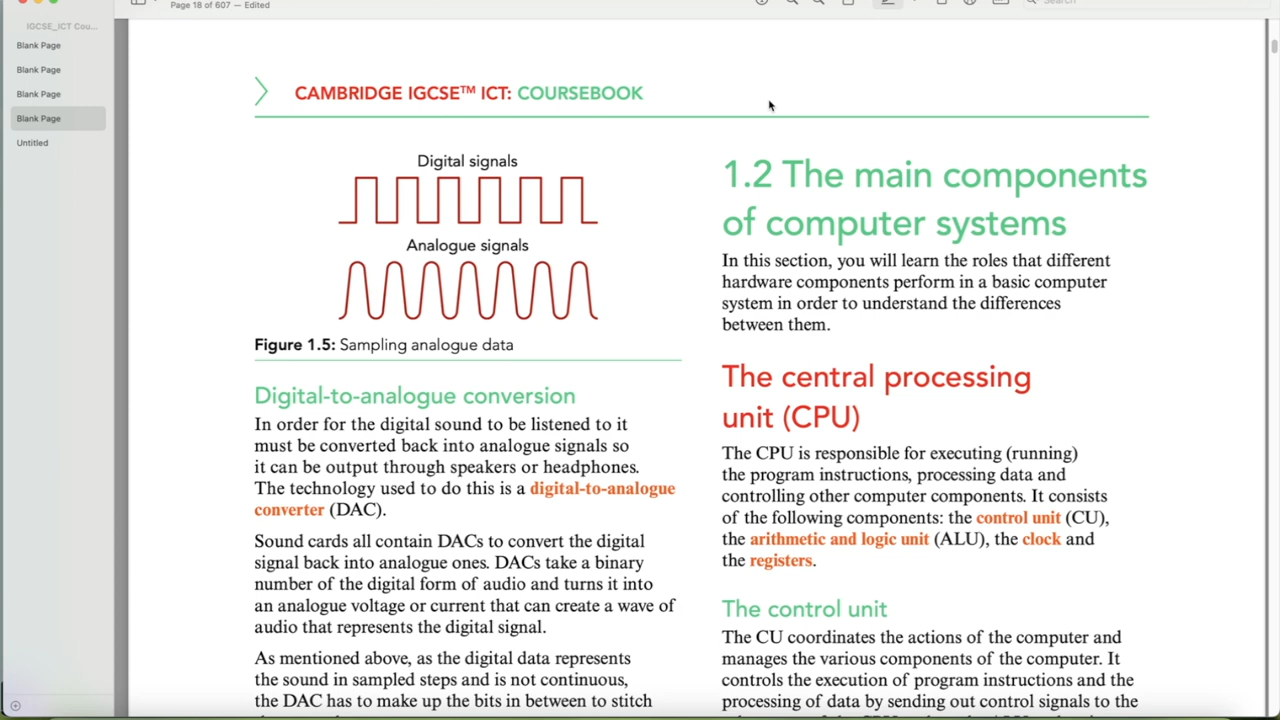 Page 18 of 607 — Edited
Search
IGCSE_ICT Cou...
Blank Page
Blank Page
Blank Page
Blank Page
Untitled
CAMBRIDGE IGCSE™ ICT: COURSEBOOK
Digital signals
Analogue signals
Figure 1.5: Sampling analogue data
Digital-to-analogue conversion
In order for the digital sound to be listened to it
must be converted back into analogue signals so
it can be output through speakers or headphones.
The technology used to do this is a digital-to-analogue
converter (DAC).
Sound cards all contain DACs to convert the digital
signal back into analogue ones. DACs take a binary
number of the digital form of audio and turns it into
an analogue voltage or current that can create a wave of
audio that represents the digital signal.
As mentioned above, as the digital data represents
the sound in sampled steps and is not continuous,
the DAC has to make up the bits in between to stitch
1.2 The main components
of computer systems
In this section, you will learn the roles that different
hardware components perform in a basic computer
system in order to understand the differences
between them.
The central processing
unit (CPU)
The CPU is responsible for executing (running)
the program instructions, processing data and
controlling other computer components. It consists
of the following components: the control unit (CU),
the arithmetic and logic unit (ALU), the clock and
the registers.
The control unit
The CU coordinates the actions of the computer and
manages the various components of the computer. It
controls the execution of program instructions and the
processing of data by sending out control signals to the